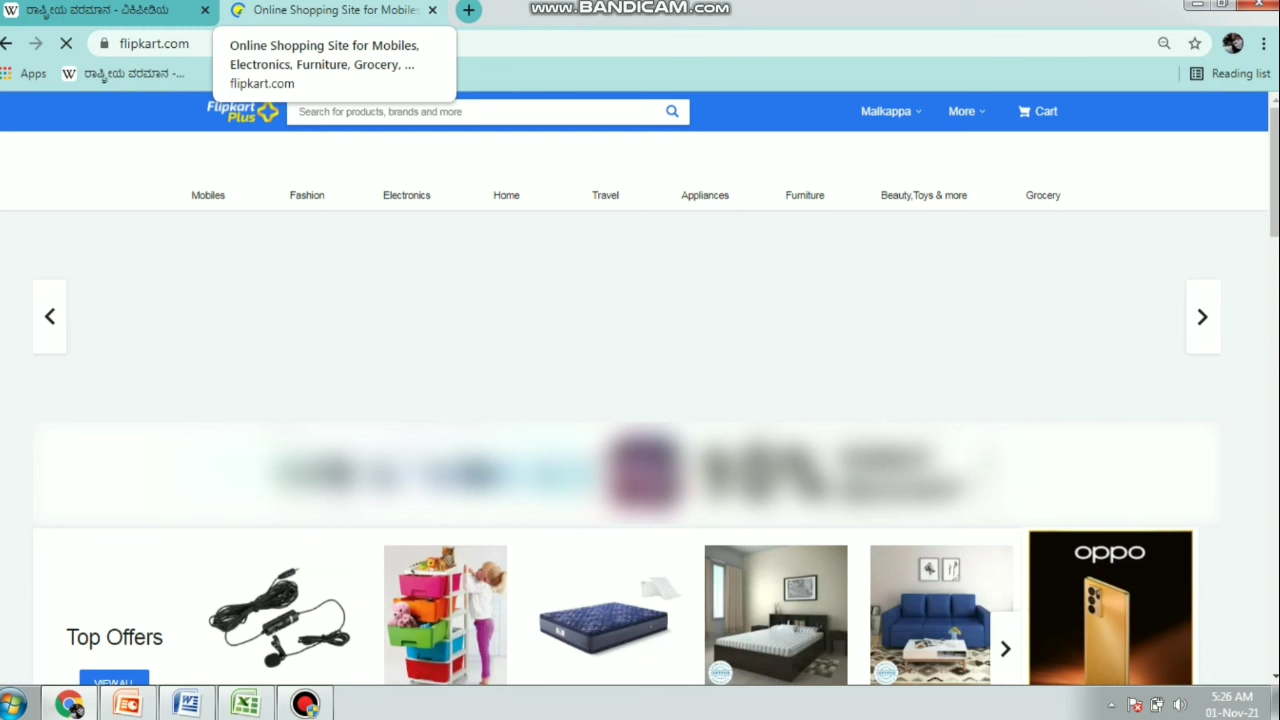 www.BANDICAM.com
ರಾಷ್ಟ್ರೀಯ ವರಮಾನ - ವಿಕಿಪೀಡಿಯ
Online Shopping Site for Mobiles
flipkart.com
Online Shopping Site for Mobiles,
Electronics, Furniture, Grocery, ...
flipkart.com
Apps
ರಾಷ್ಟ್ರೀಯ ವರಮಾನ -...
Reading list
Flipkart
Plus
Search for products, brands and more
Malkappa
More
Cart
Mobiles
Fashion
Electronics
Home
Travel
Appliances
Furniture
Beauty,Toys & more
Grocery
oppo
Top Offers
VIEW ALL
5:26 AM
01-Nov-21